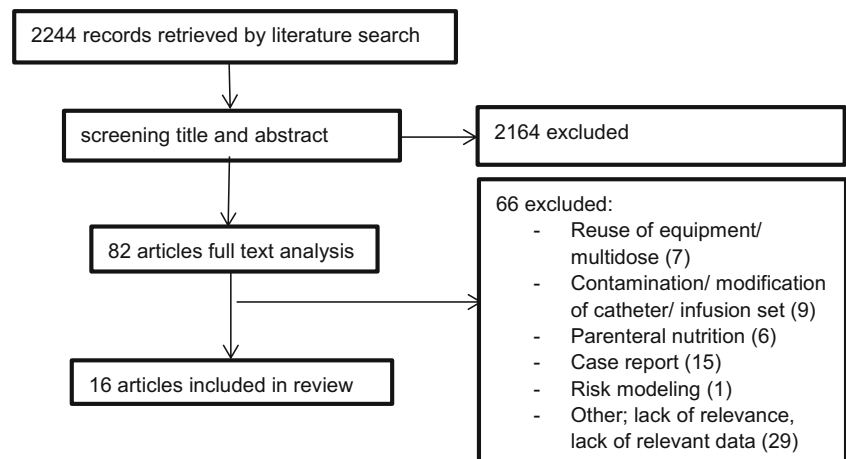 2244 records retrieved by literature search
screening title and abstract
2164 excluded
82 articles full text analysis
66 excluded:
- Reuse of equipment/
multidose (7)
- Contamination/ modification
of catheter/ infusion set (9)
- Parenteral nutrition (6)
- Case report (15)
- Risk modeling (1)
- Other; lack of relevance,
lack of relevant data (29)
16 articles included in review